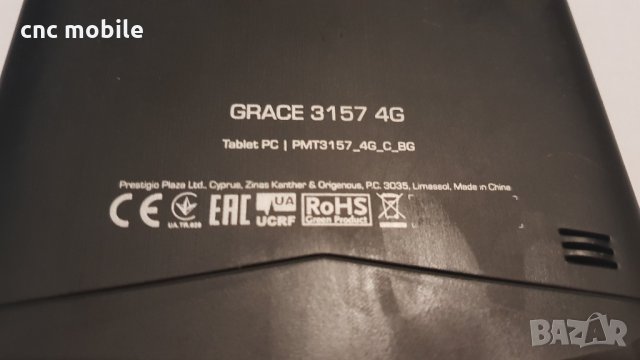 cnc mobile
GRACE 3157 4G
Tablet PC | PMT3157_4G_C_BG
Prestigio Plaza Ltd., Cyprus, Zinas Kanther & Origenous, P.C. 3035, Limassol, Made in China
CE UA.TR.028 EAC UA UCRF RoHS Green Product
BAZAR